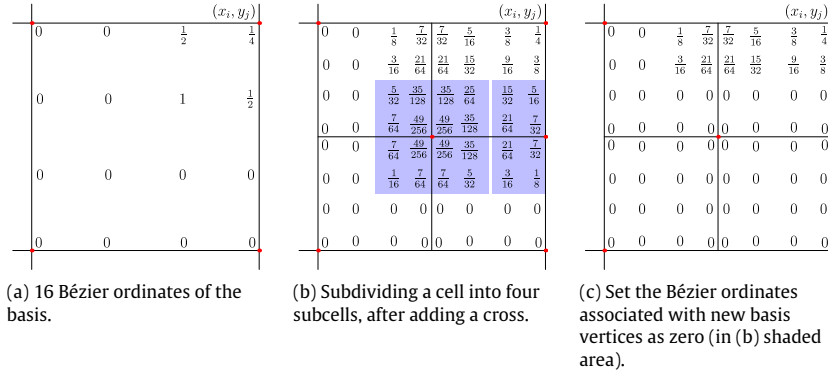 (xᵢ, yⱼ)
0 0 1/2 1/4
0 0 1 1/2
0 0 0 0
0 0 0 0
(a) 16 Bézier ordinates of the
basis.
(xᵢ, yⱼ)
0 0 1/8 7/32 7/32 5/16 3/8 1/4
0 0 3/16 21/64 21/64 15/32 9/16 3/8
0 0 5/32 35/128 35/128 25/64 15/32 5/16
0 0 7/64 49/256 49/256 35/128 21/64 7/32
0 0 7/64 49/256 49/256 35/128 21/64 7/32
0 0 1/16 7/64 7/64 5/32 3/16 1/8
0 0 0 0 0 0 0 0
0 0 0 0 0 0 0 0
(b) Subdividing a cell into four
subcells, after adding a cross.
(xᵢ, yⱼ)
0 0 1/8 7/32 7/32 5/16 3/8 1/4
0 0 3/16 21/64 21/64 15/32 9/16 3/8
0 0 0 0 0 0 0 0
0 0 0 0 0 0 0 0
0 0 0 0 0 0 0 0
0 0 0 0 0 0 0 0
0 0 0 0 0 0 0 0
0 0 0 0 0 0 0 0
(c) Set the Bézier ordinates
associated with new basis
vertices as zero (in (b) shaded
area).